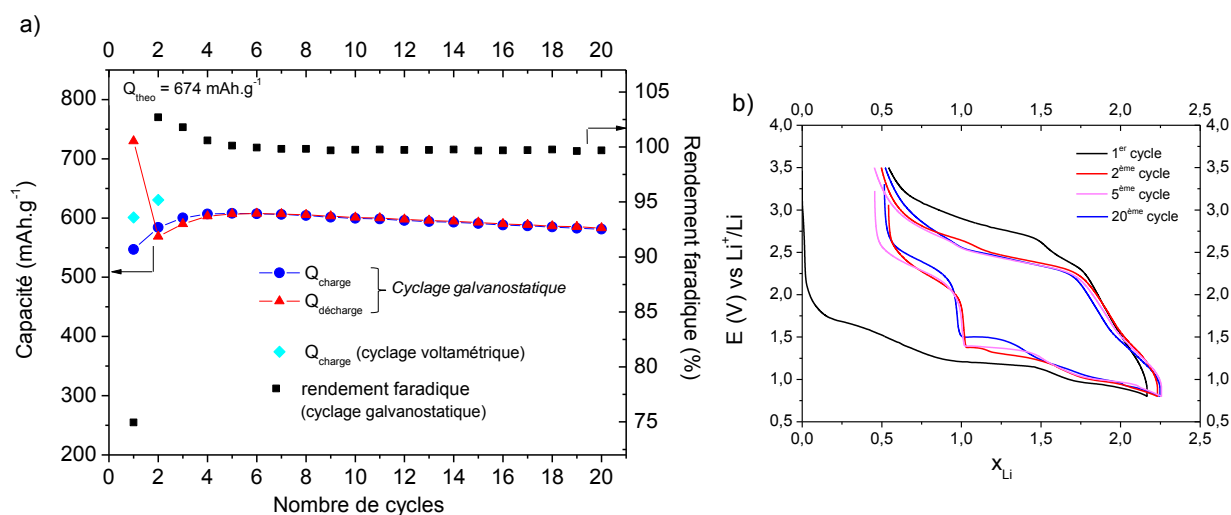 a)
0 2 4 6 8 10 12 14 16 18 20
Q theo = 674 mAh.g-1
800
700
600
500
400
300
200
Capacité (mAh.g-1)
105
100
95
90
85
80
75
Rendement faradique (%)
Q charge
Q décharge
Cyclage galvanostatique
Q charge (cyclage voltamétrique)
rendement faradique
(cyclage galvanostatique)
0 2 4 6 8 10 12 14 16 18 20
Nombre de cycles
b)
0,0 0,5 1,0 1,5 2,0 2,5
4,0
3,5
3,0
2,5
2,0
1,5
1,0
0,5
E (V) vs Li+/Li
1er cycle
2ème cycle
5ème cycle
20ème cycle
4,0
3,5
3,0
2,5
2,0
1,5
1,0
0,5
0,0 0,5 1,0 1,5 2,0 2,5
x Li